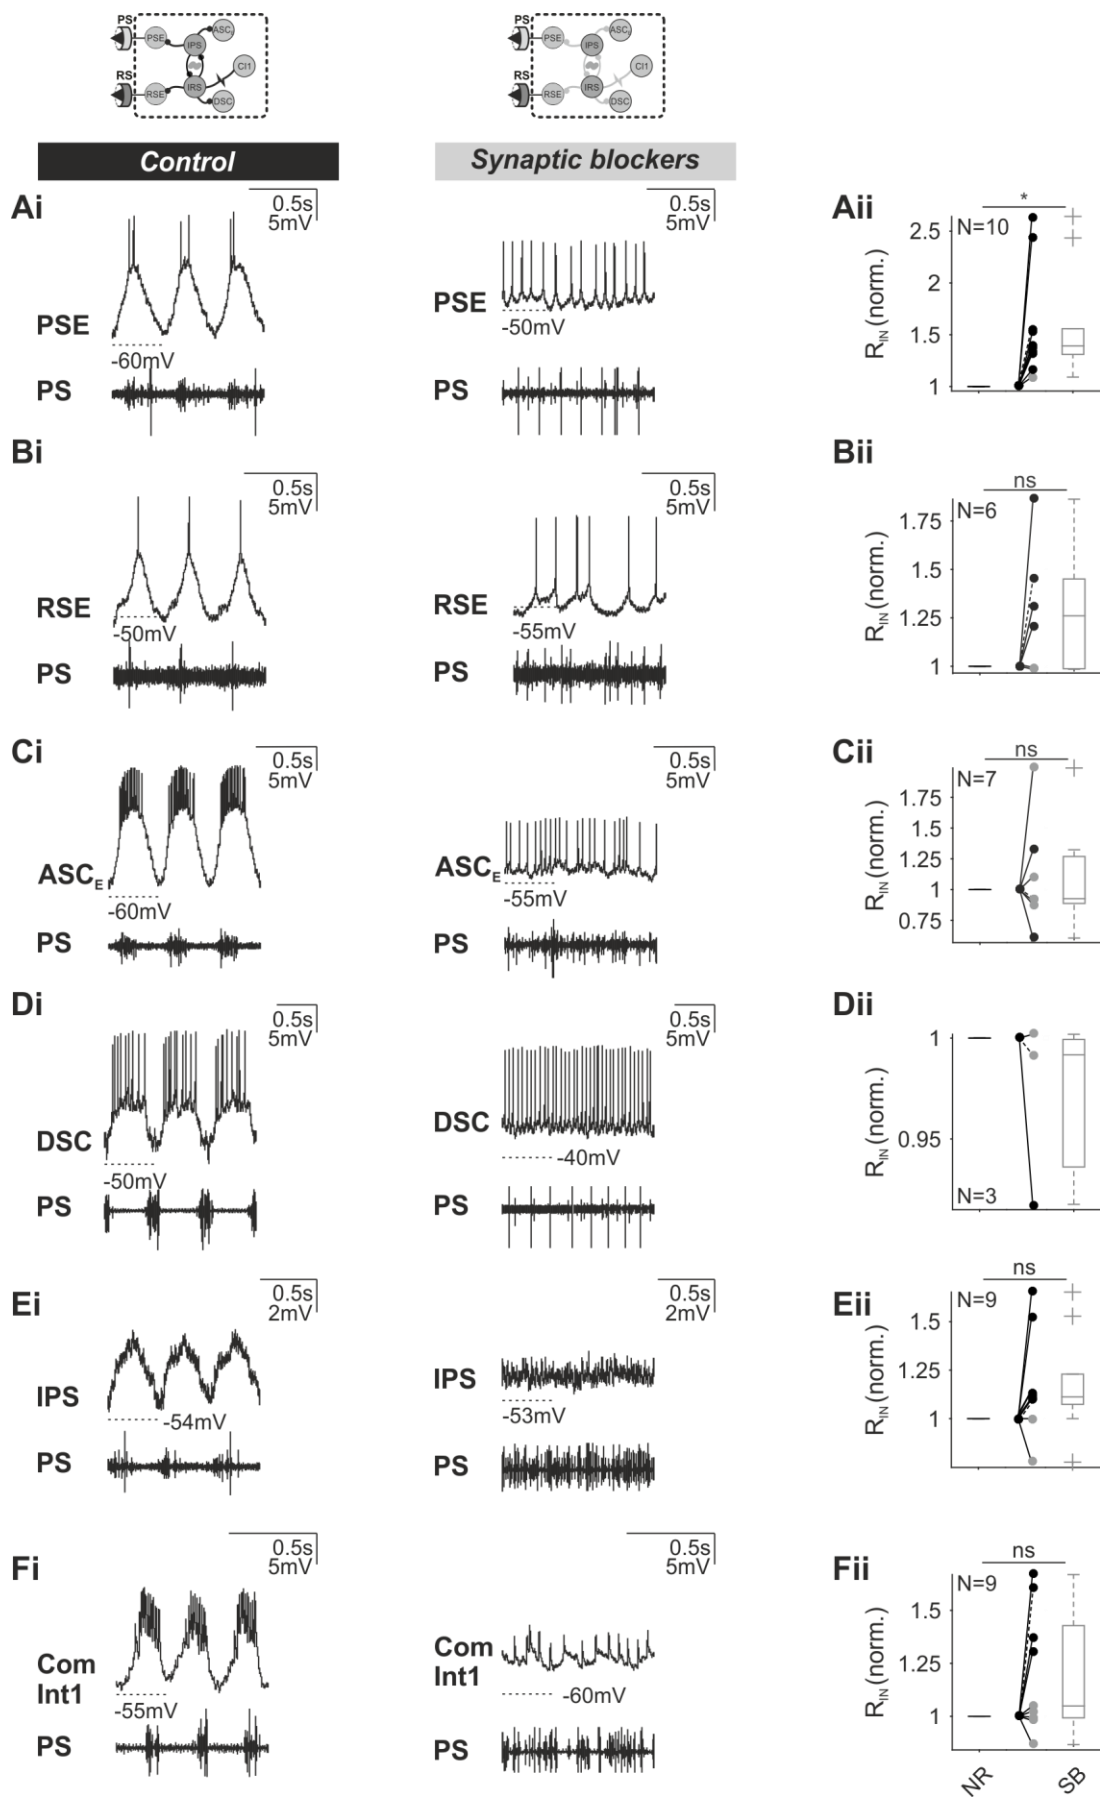 PS PS
PSE IPS ASCE PSE IPS ASCE
CI1 CI1
RS RS
RSE IRS DSC RSE IRS DSC
Control Synaptic blockers
Ai 0.5s 0.5s Aii *
5mV 5mV N=10
2.5
2
1.5
1
RIN (norm.)
PSE -60mV -50mV
PS
Bi 0.5s 0.5s Bii ns
5mV 5mV N=6
1.75
1.5
1.25
1
RIN (norm.)
RSE -50mV RSE -55mV
PS PS
Ci 0.5s 0.5s Cii ns
5mV 5mV N=7
1.75
1.5
1.25
1
0.75
RIN (norm.)
ASCE -60mV ASCE -55mV
PS PS
Di 0.5s 0.5s Dii
5mV 5mV
1
0.95
RIN (norm.)
N=3
DSC -50mV DSC -40mV
PS PS
Ei 0.5s 0.5s Eii ns
2mV 2mV N=9
1.5
1.25
1
RIN (norm.)
IPS -54mV IPS -53mV
PS PS
Fi 0.5s 0.5s Fii ns
5mV 5mV N=9
1.5
1.25
1
RIN (norm.)
Com Com
Int1 Int1
-55mV -60mV
PS PS
NR SB